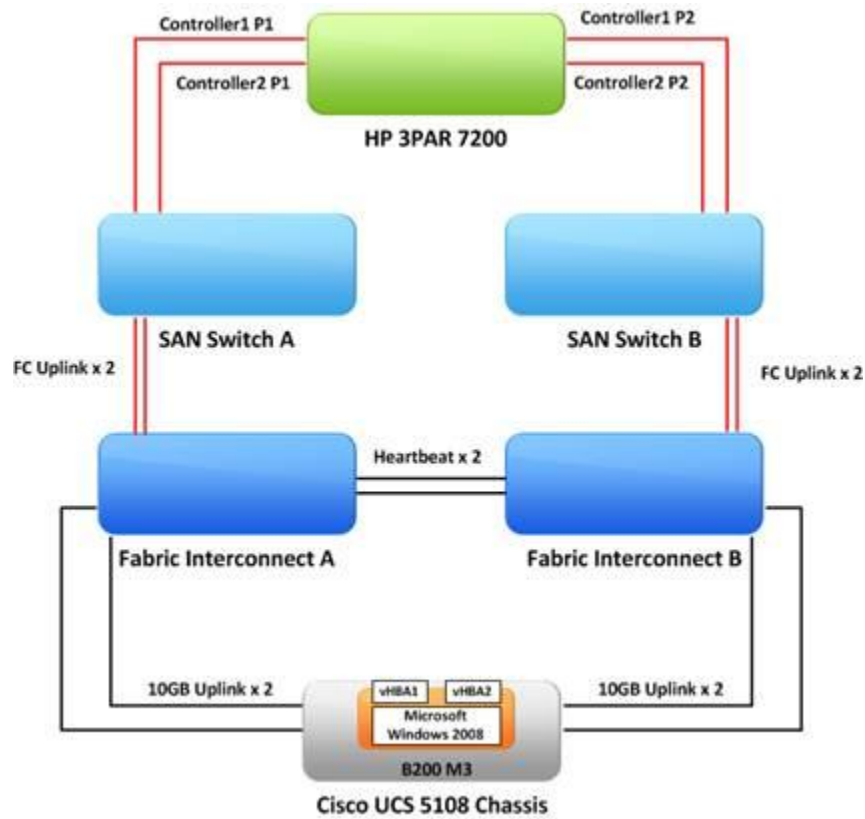 Controller1 P1
Controller1 P2
Controller2 P1
Controller2 P2
HP 3PAR 7200
SAN Switch A
SAN Switch B
FC Uplink x 2
FC Uplink x 2
Heartbeat x 2
Fabric Interconnect A
Fabric Interconnect B
10GB Uplink x 2
vHBA1
vHBA2
10GB Uplink x 2
Microsoft
Windows 2008
B200 M3
Cisco UCS 5108 Chassis